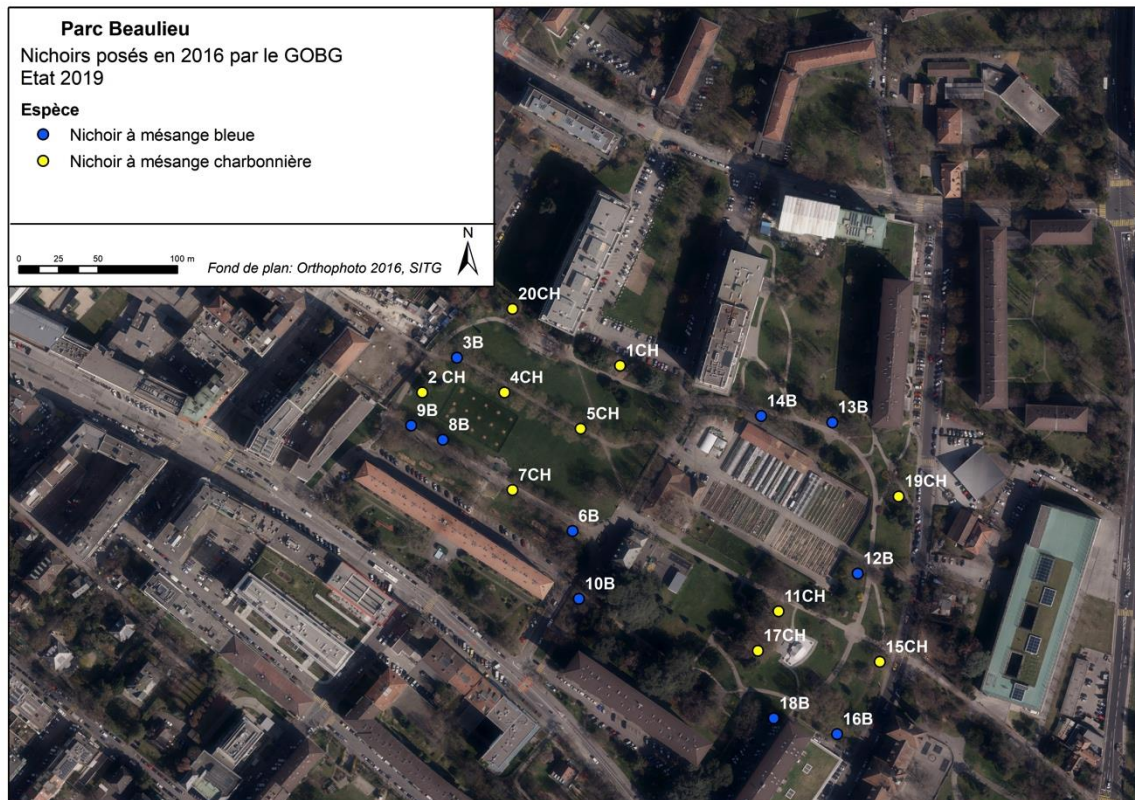 Parc Beaulieu
Nichoirs posés en 2016 par le GOBG
Etat 2019
Espèce
Nichoir à mésange bleue
Nichoir à mésange charbonnière
N
0 25 50 100 m
Fond de plan: Orthophoto 2016, SITG
20CH
3B
1CH
2 CH
4CH
14B
13B
9B
8B
5CH
7CH
19CH
6B
12B
10B
11CH
17CH
15CH
18B
16B